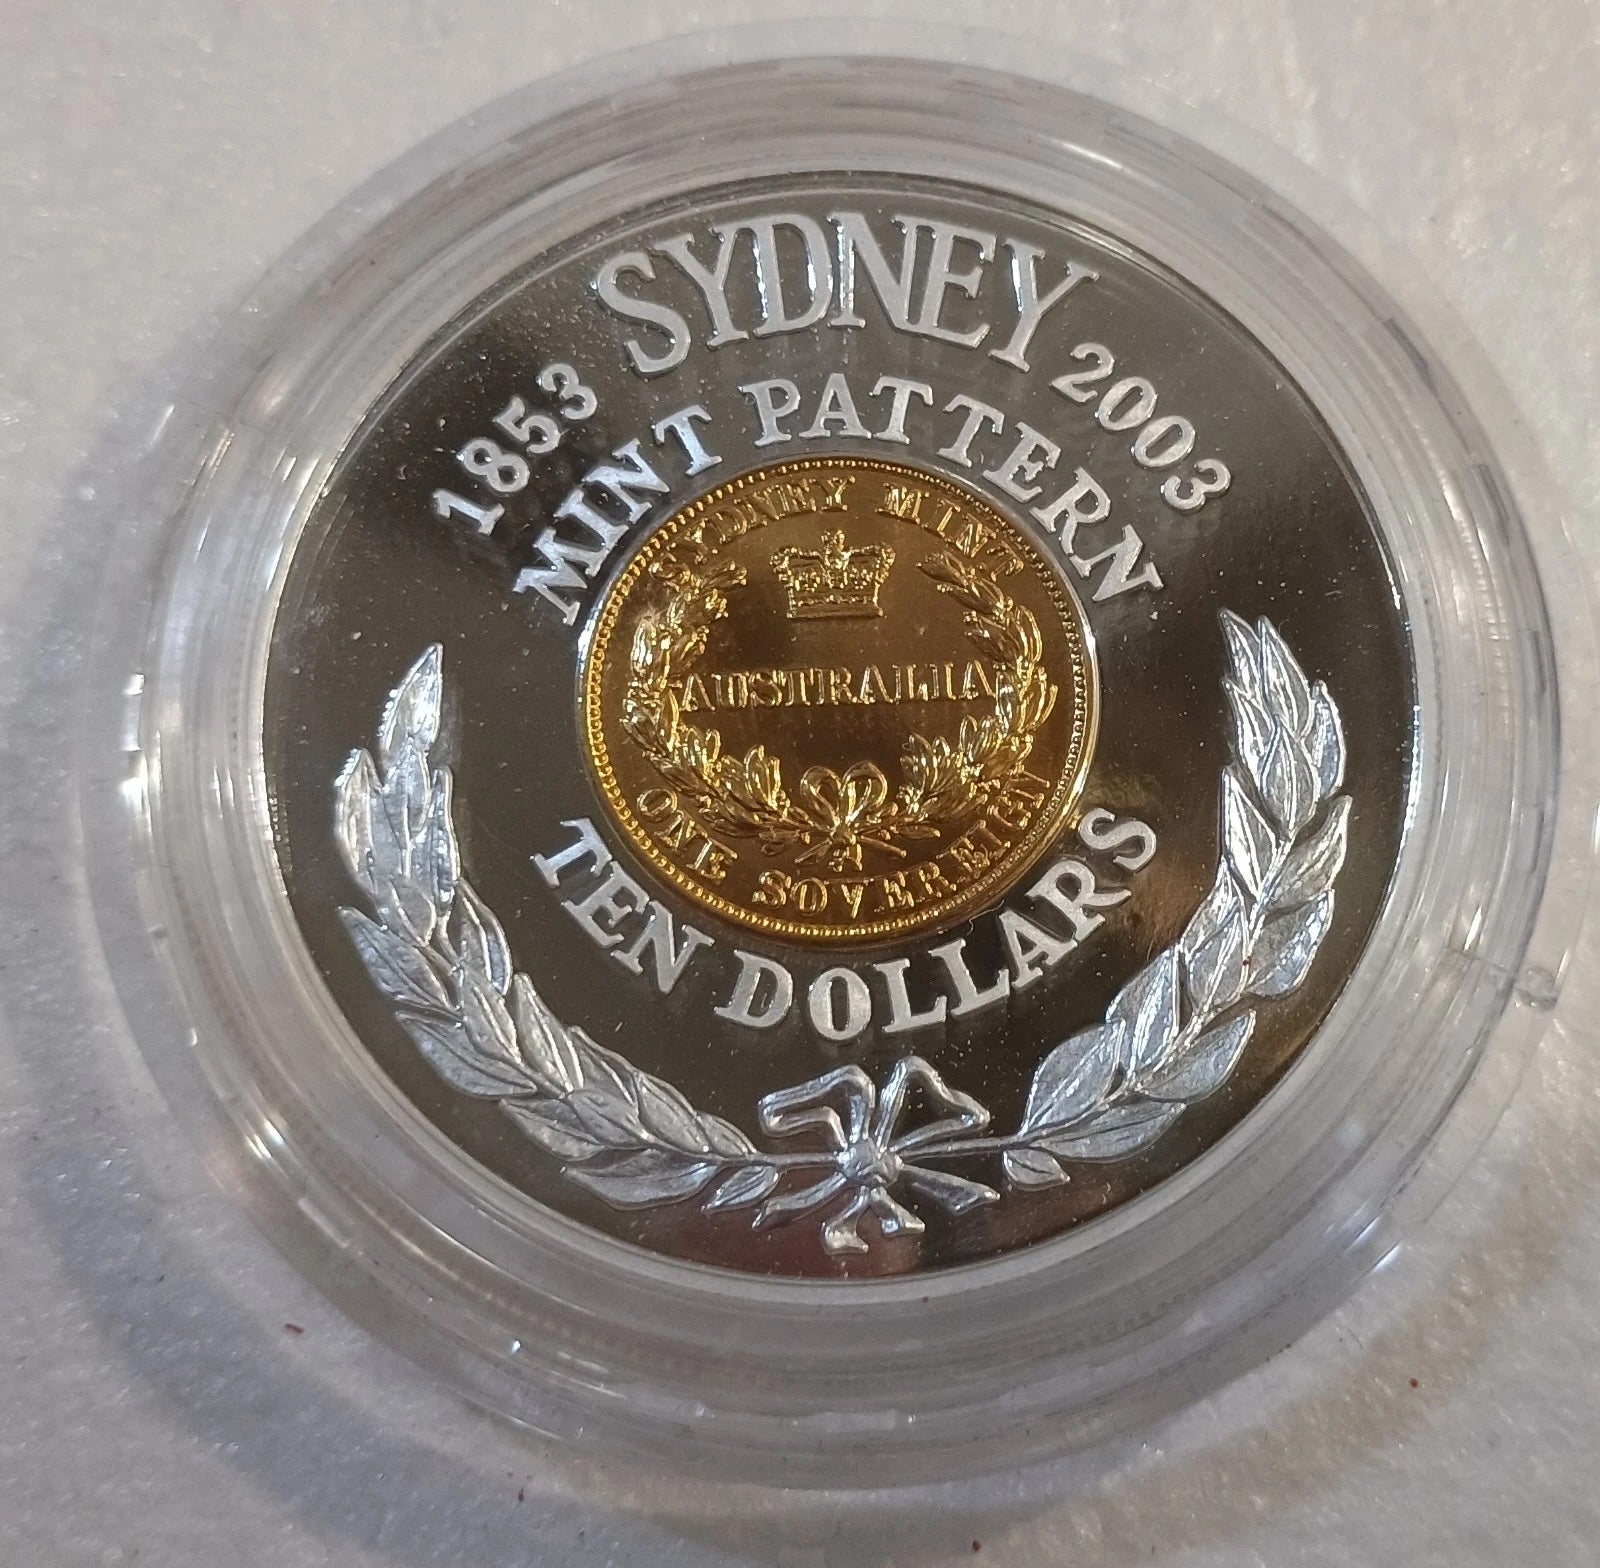 1853 SYDNEY 2003
MINT PATTERN
SYDNEY MINT
AUSTRALIA
ONE SOVEREIGN
TEN DOLLARS